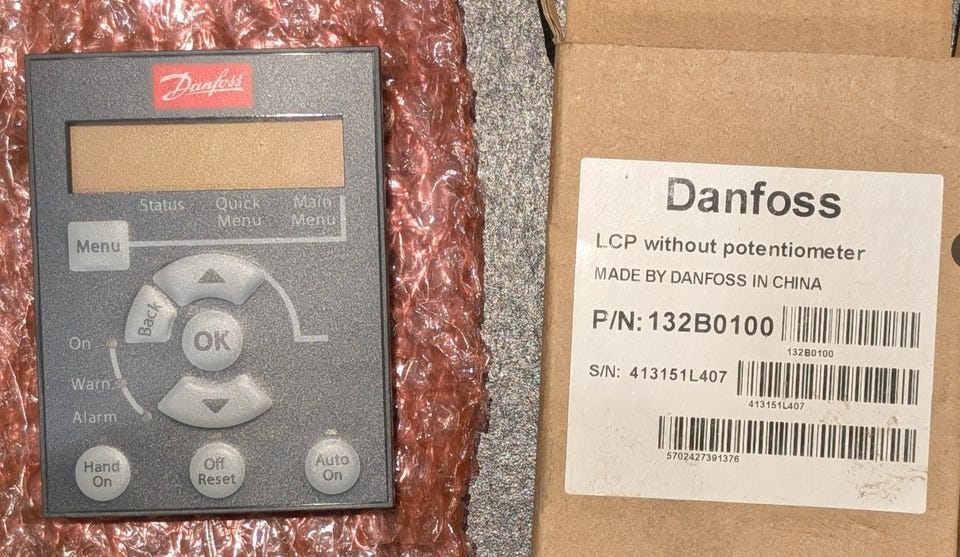 Danfoss
Status Quick Menu Main Menu
Menu
Back
OK
On
Warn
Alarm
Hand On
Off Reset
Auto On
Danfoss
LCP without potentiometer
MADE BY DANFOSS IN CHINA
P/N: 132B0100
132B0100
S/N: 413151L407
413151L407
5702427391376